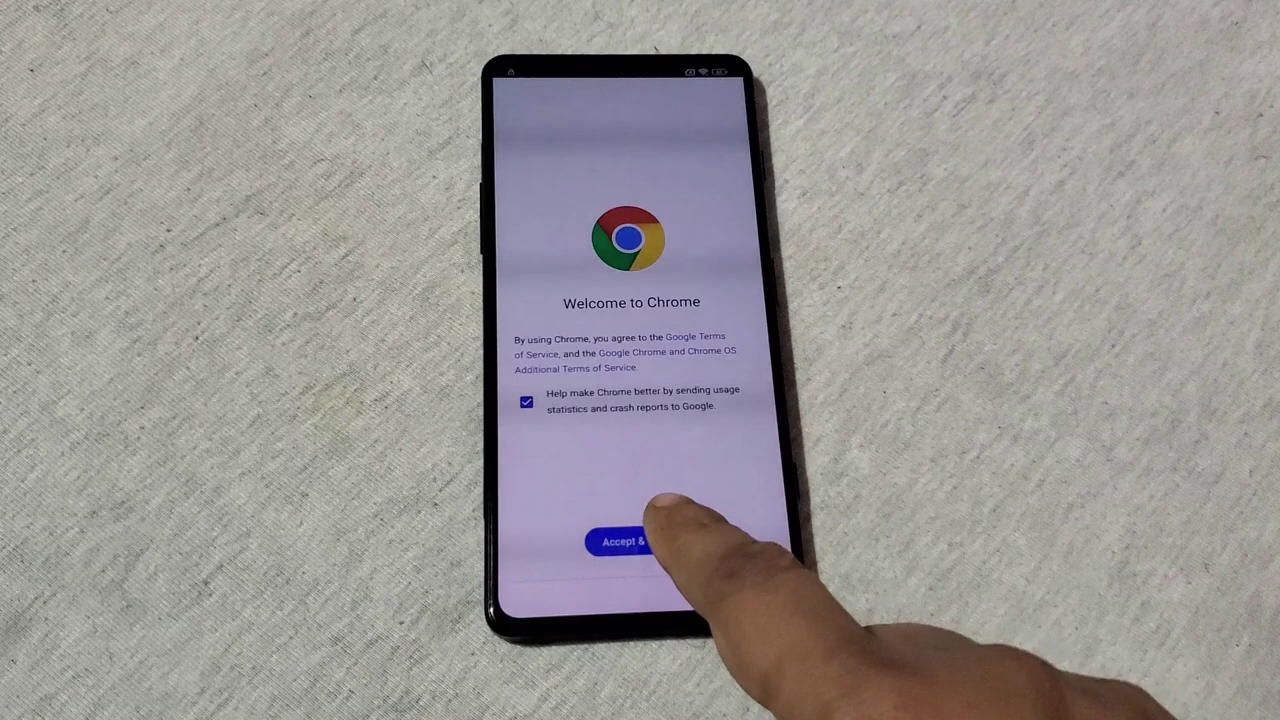 Welcome to Chrome
By using Chrome, you agree to the Google Terms
of Service, and the Google Chrome and Chrome OS
Additional Terms of Service.
Help make Chrome better by sending usage
statistics and crash reports to Google.
Accept &